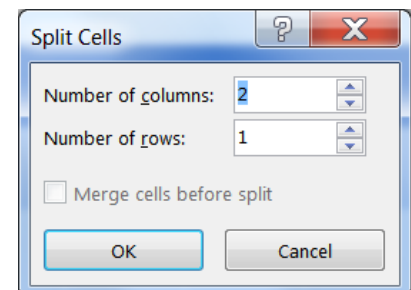 Split Cells
Number of columns: 2
Number of rows: 1
Merge cells before split
OK Cancel